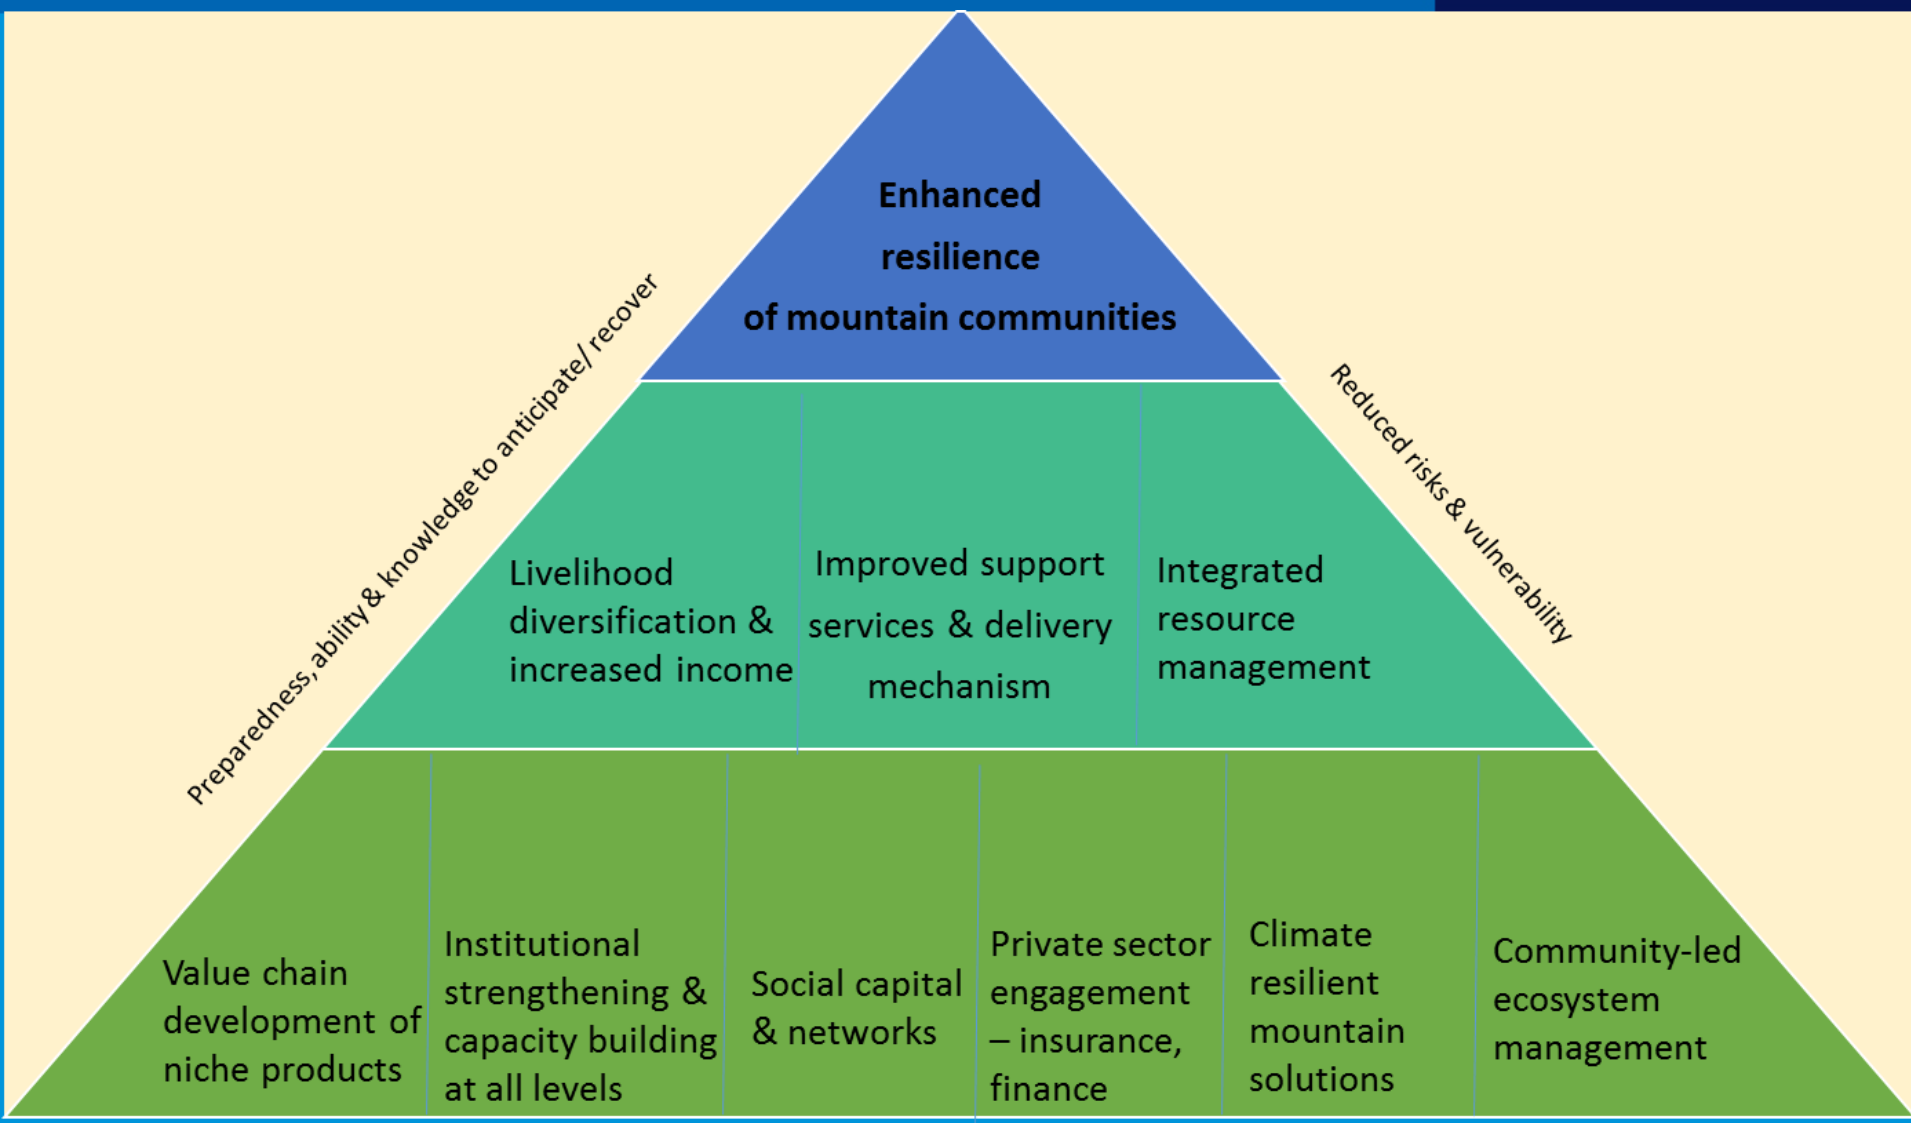 Enhanced
resilience
of mountain communities
Preparedness, ability & knowledge to anticipate/ recover
Reduced risks & vulnerability
Livelihood
diversification &
increased income
Improved support
services & delivery
mechanism
Integrated
resource
management
Value chain
development of
niche products
Institutional
strengthening &
capacity building
at all levels
Social capital
& networks
Private sector
engagement
– insurance,
finance
Climate
resilient
mountain
solutions
Community-led
ecosystem
management